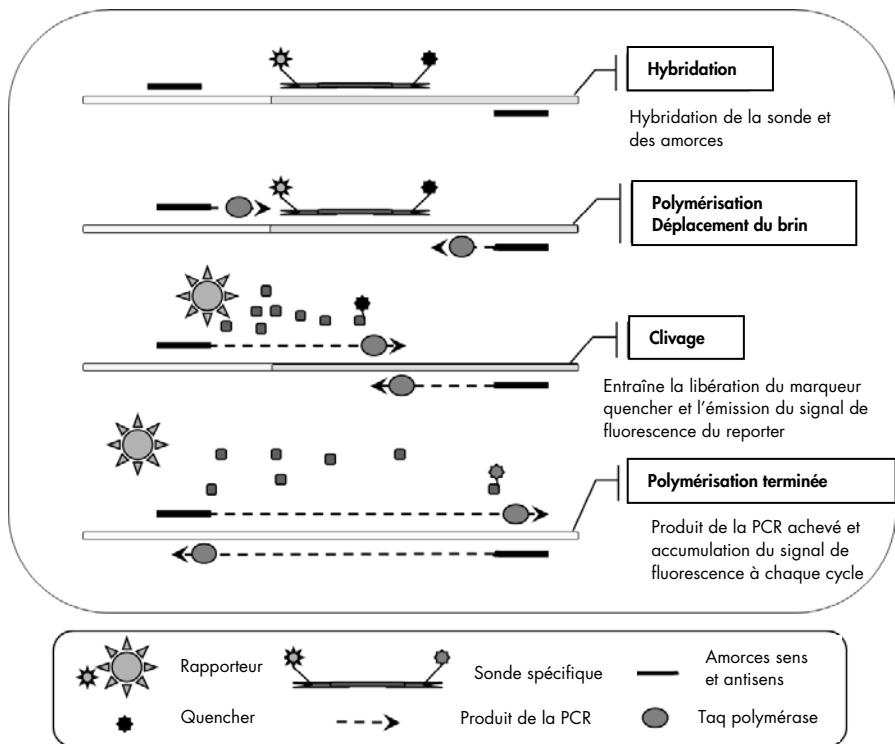 Hybridation
Hybridation de la sonde et
des amorces
Polymérisation
Déplacement du brin
Clivage
Entraîne la libération du marqueur
quencher et l'émission du signal de
fluorescence du reporter
Polymérisation terminée
Produit de la PCR achevé et
accumulation du signal de
fluorescence à chaque cycle
Rapporteur
Sonde spécifique
Amorces sens
et antisens
Quencher
Produit de la PCR
Taq polymérase